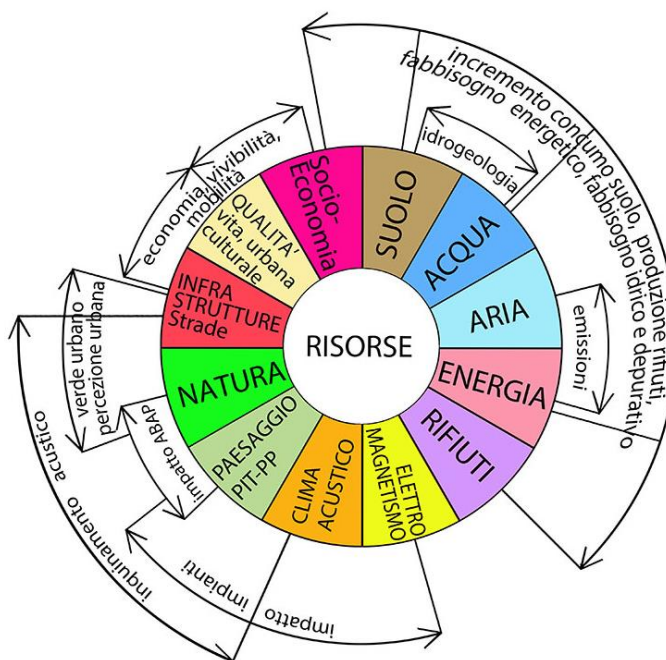 RISORSE
SUOLO
ACQUA
ARIA
ENERGIA
RIFIUTI
ELETTRO
MAGNETISMO
CLIMA
ACUSTICO
PAESAGGIO
PIT-PP
NATURA
INFRA
STRUTTURE
Strade
QUALITA'
vita, urbana
culturale
Socio-
Economia
incremento concumo suolo, produzione rifiuti,
fabbisogno energetico, fabbisogno idrico e depurativo
idrogeologia
emissioni
impatto impianti
impatto ABAP
inquinamento acustico
verde urbano
percezione urbana
economia, vivibilità,
mobilità